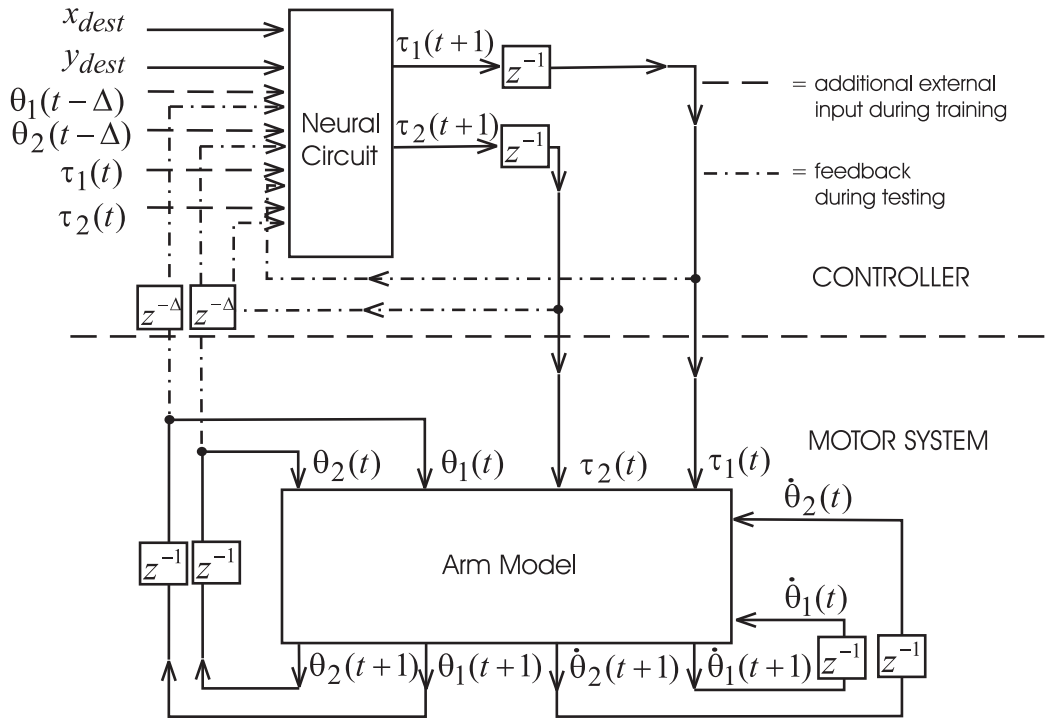 x_dest
y_dest
θ₁(t−Δ)
θ₂(t−Δ)
τ₁(t)
τ₂(t)
Neural
Circuit
τ₁(t+1)
z⁻¹
τ₂(t+1)
z⁻¹
= additional external
input during training
= feedback
during testing
CONTROLLER
z^−Δ
z^−Δ
MOTOR SYSTEM
θ₂(t)
θ₁(t)
τ₂(t)
τ₁(t)
θ̇₂(t)
z⁻¹
z⁻¹
Arm Model
θ̇₁(t)
z⁻¹
z⁻¹
θ₂(t+1)
θ₁(t+1)
θ̇₂(t+1)
θ̇₁(t+1)